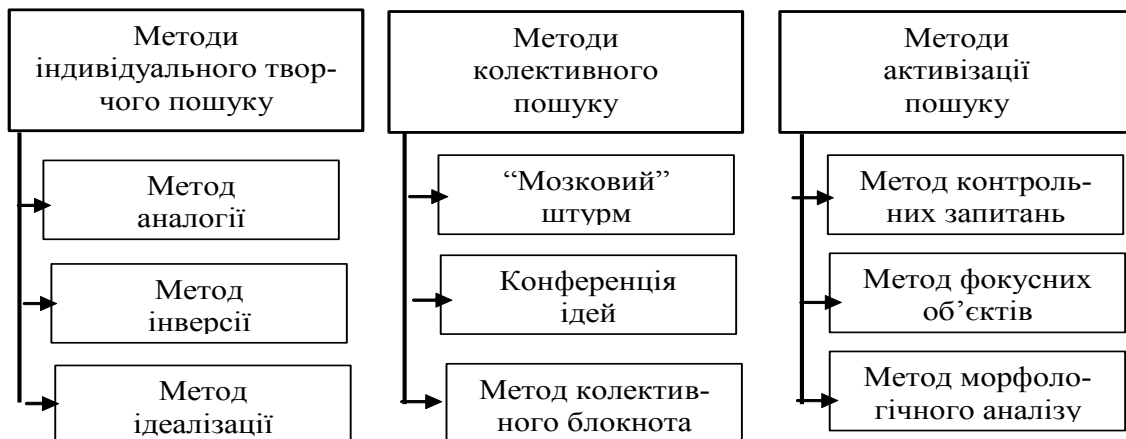 Методи
індивідуального твор-
чого пошуку
Метод
аналогії
Метод
інверсії
Метод
ідеалізації
Методи
колективного
пошуку
“Мозковий”
штурм
Конференція
ідей
Метод колектив-
ного блокнота
Методи
активізації
пошуку
Метод контроль-
них запитань
Метод фокусних
об’єктів
Метод морфоло-
гічного аналізу